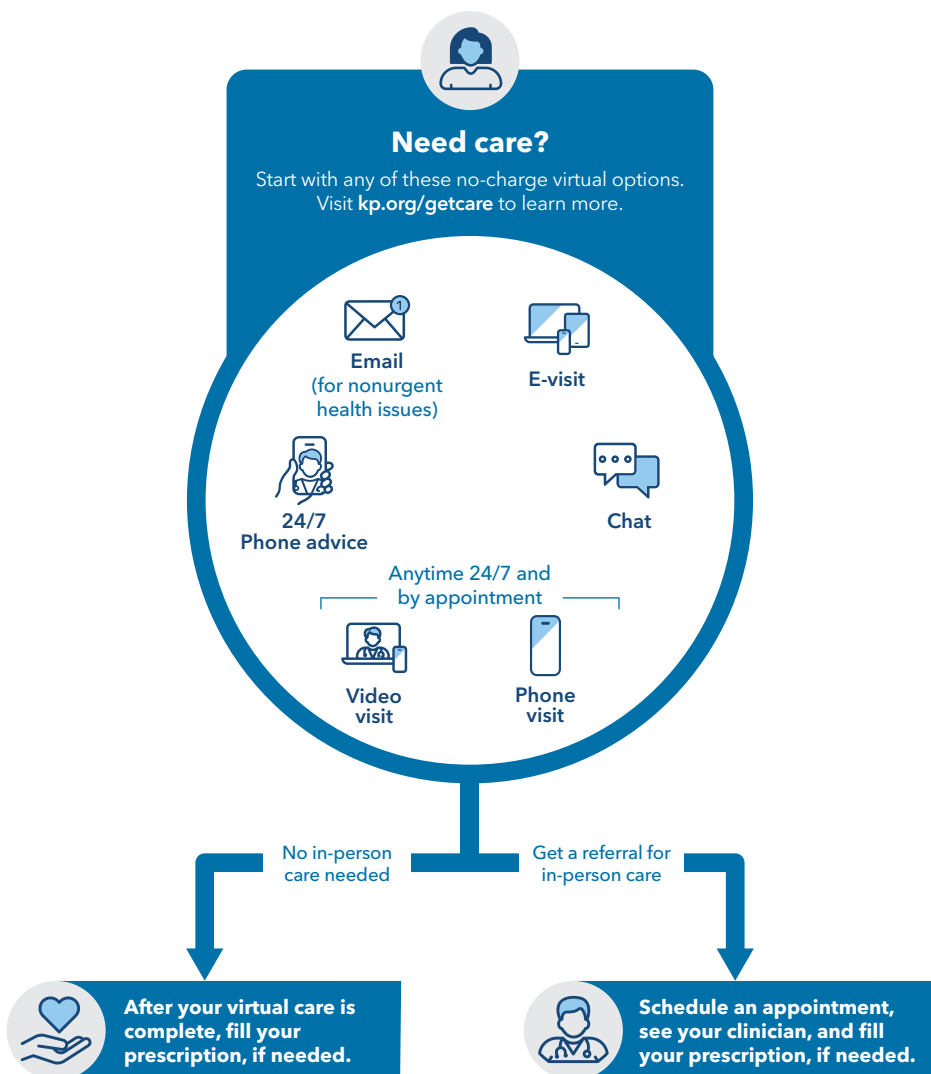 Need care?
Start with any of these no-charge virtual options.
Visit kp.org/getcare to learn more.
1
Email
(for nonurgent
health issues)
E-visit
24/7
Phone advice
Chat
Anytime 24/7 and
by appointment
Video
visit
Phone
visit
No in-person
care needed
Get a referral for
in-person care
After your virtual care is
complete, fill your
prescription, if needed.
Schedule an appointment,
see your clinician, and fill
your prescription, if needed.